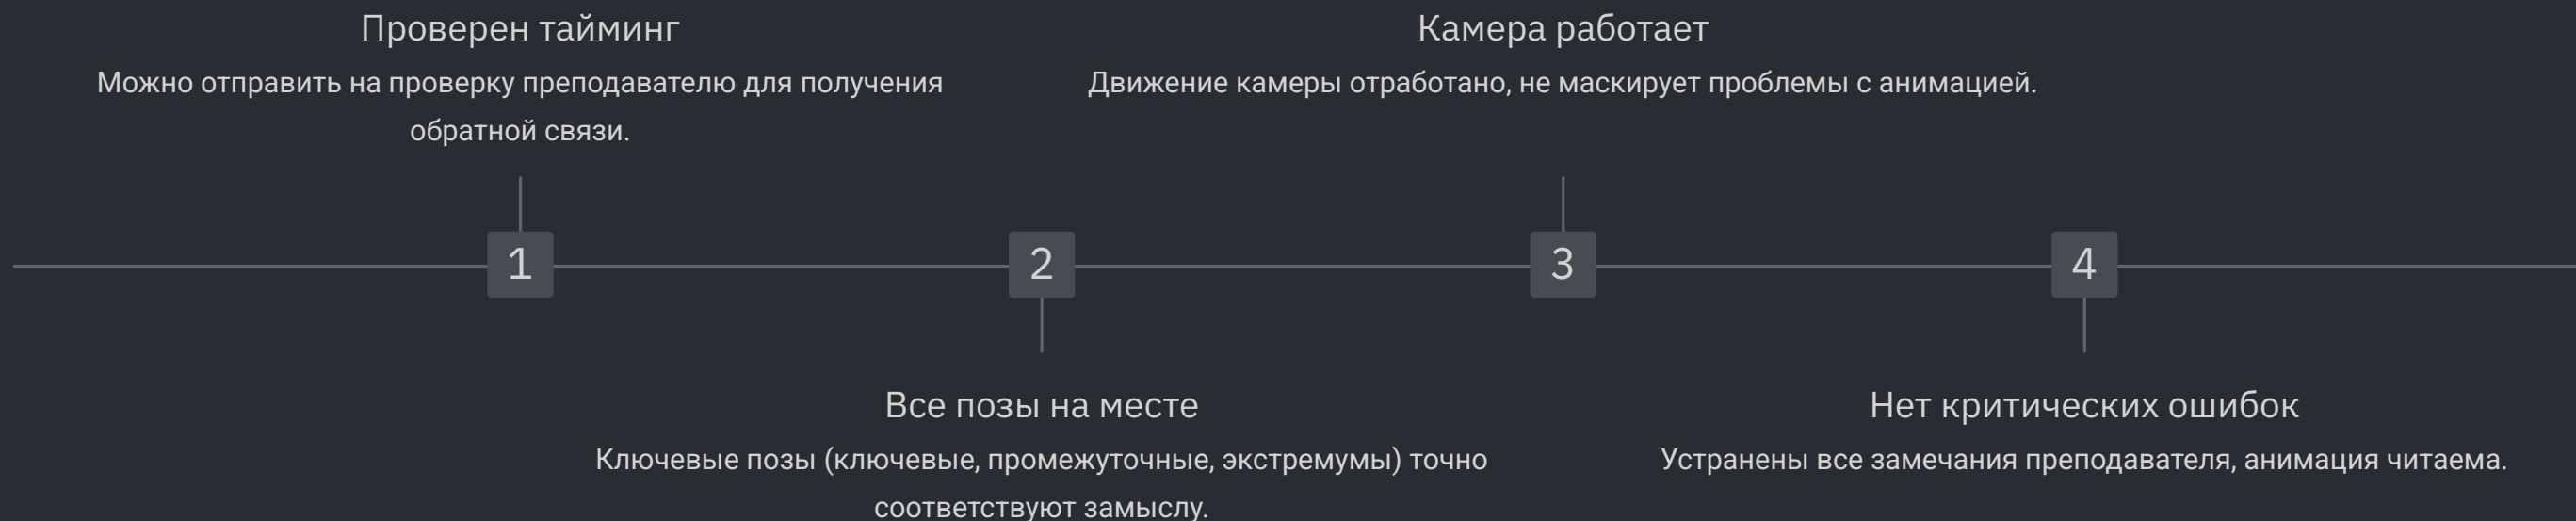 Проверен тайминг
Можно отправить на проверку преподавателю для получения
обратной связи.
Камера работает
Движение камеры отработано, не маскирует проблемы с анимацией.
1
2
3
4
Все позы на месте
Ключевые позы (ключевые, промежуточные, экстремумы) точно
соответствуют замыслу.
Нет критических ошибок
Устранены все замечания преподавателя, анимация читаема.